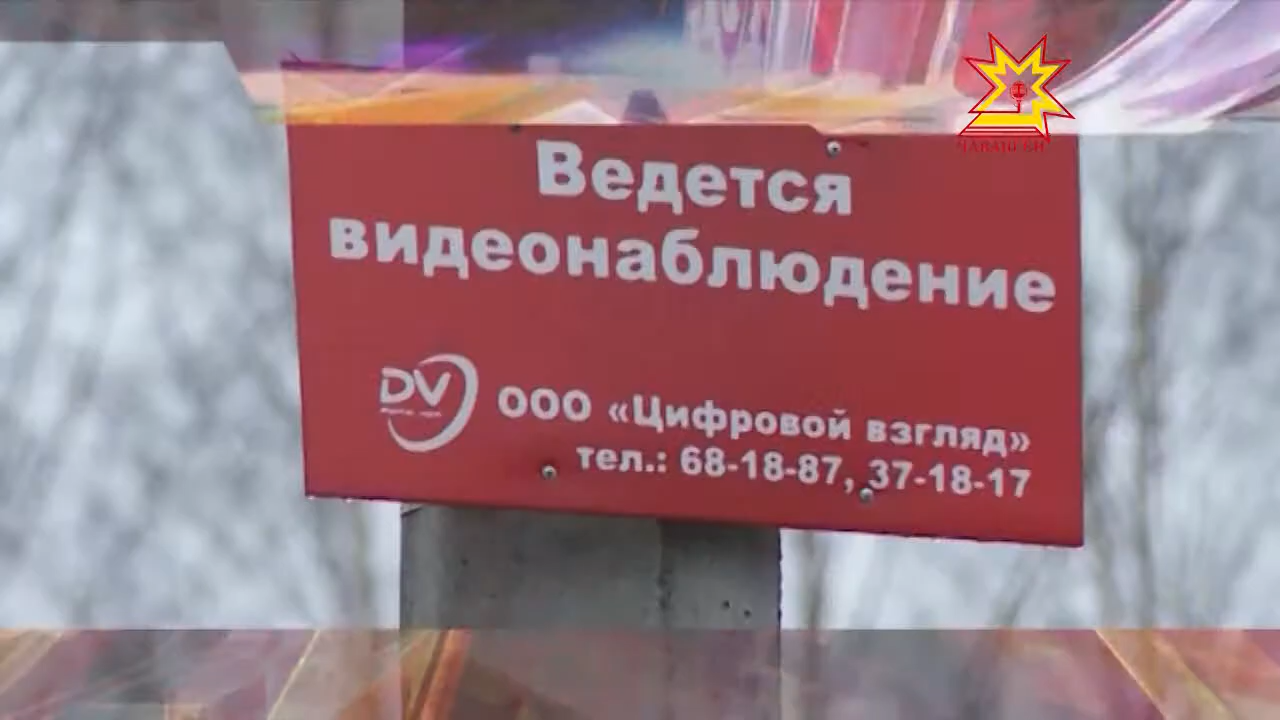 Ведется
видеонаблюдение
DV
ООО «Цифровой взгляд»
тел.: 68-18-87, 37-18-17